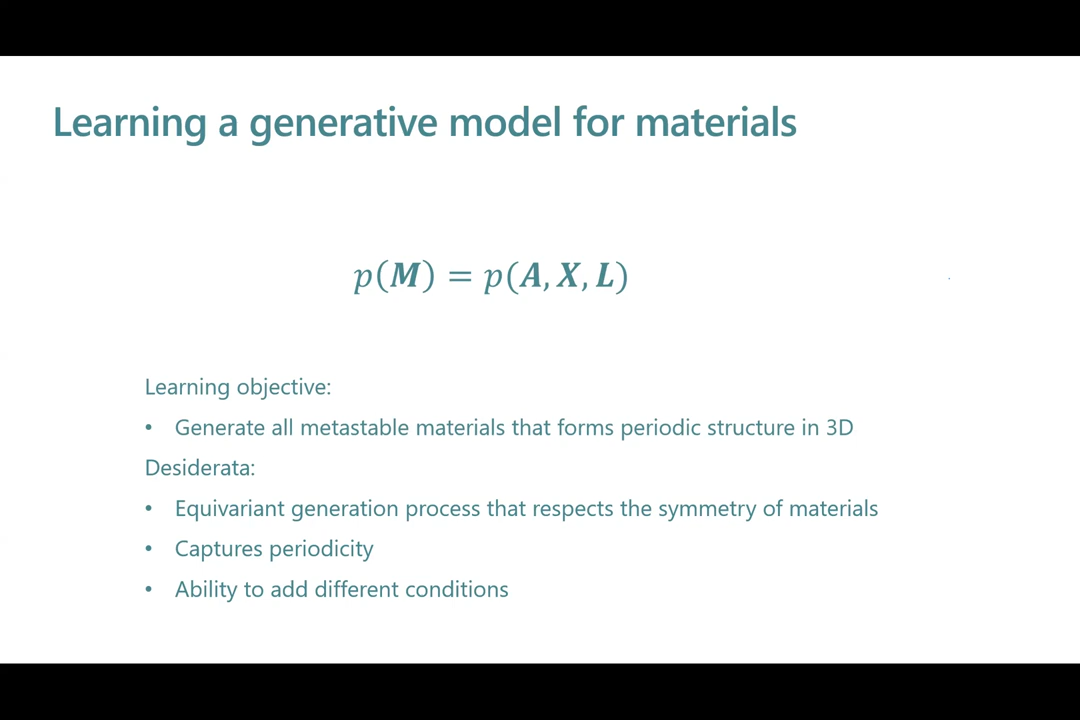 Learning a generative model for materials
p(M) = p(A, X, L)
Learning objective:
• Generate all metastable materials that forms periodic structure in 3D
Desiderata:
• Equivariant generation process that respects the symmetry of materials
• Captures periodicity
• Ability to add different conditions